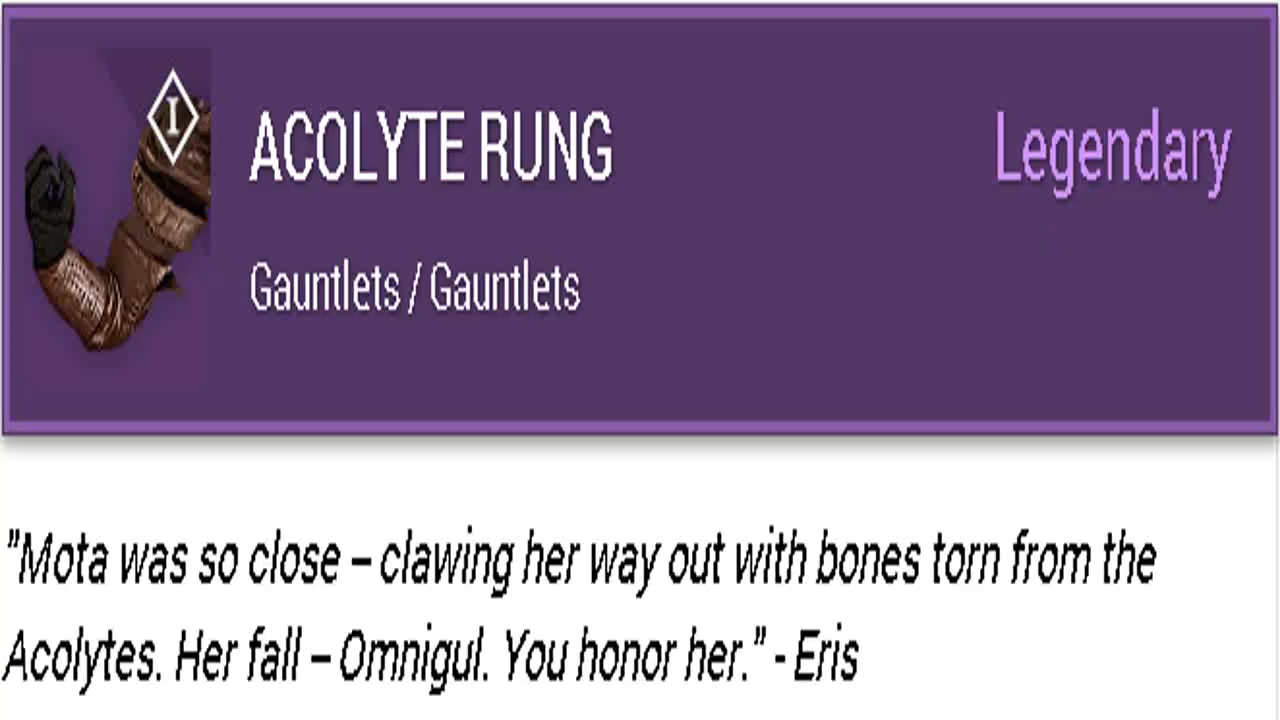 I
ACOLYTE RUNG
Legendary
Gauntlets / Gauntlets
"Mota was so close – clawing her way out with bones torn from the
Acolytes. Her fall – Omnigul. You honor her." - Eris